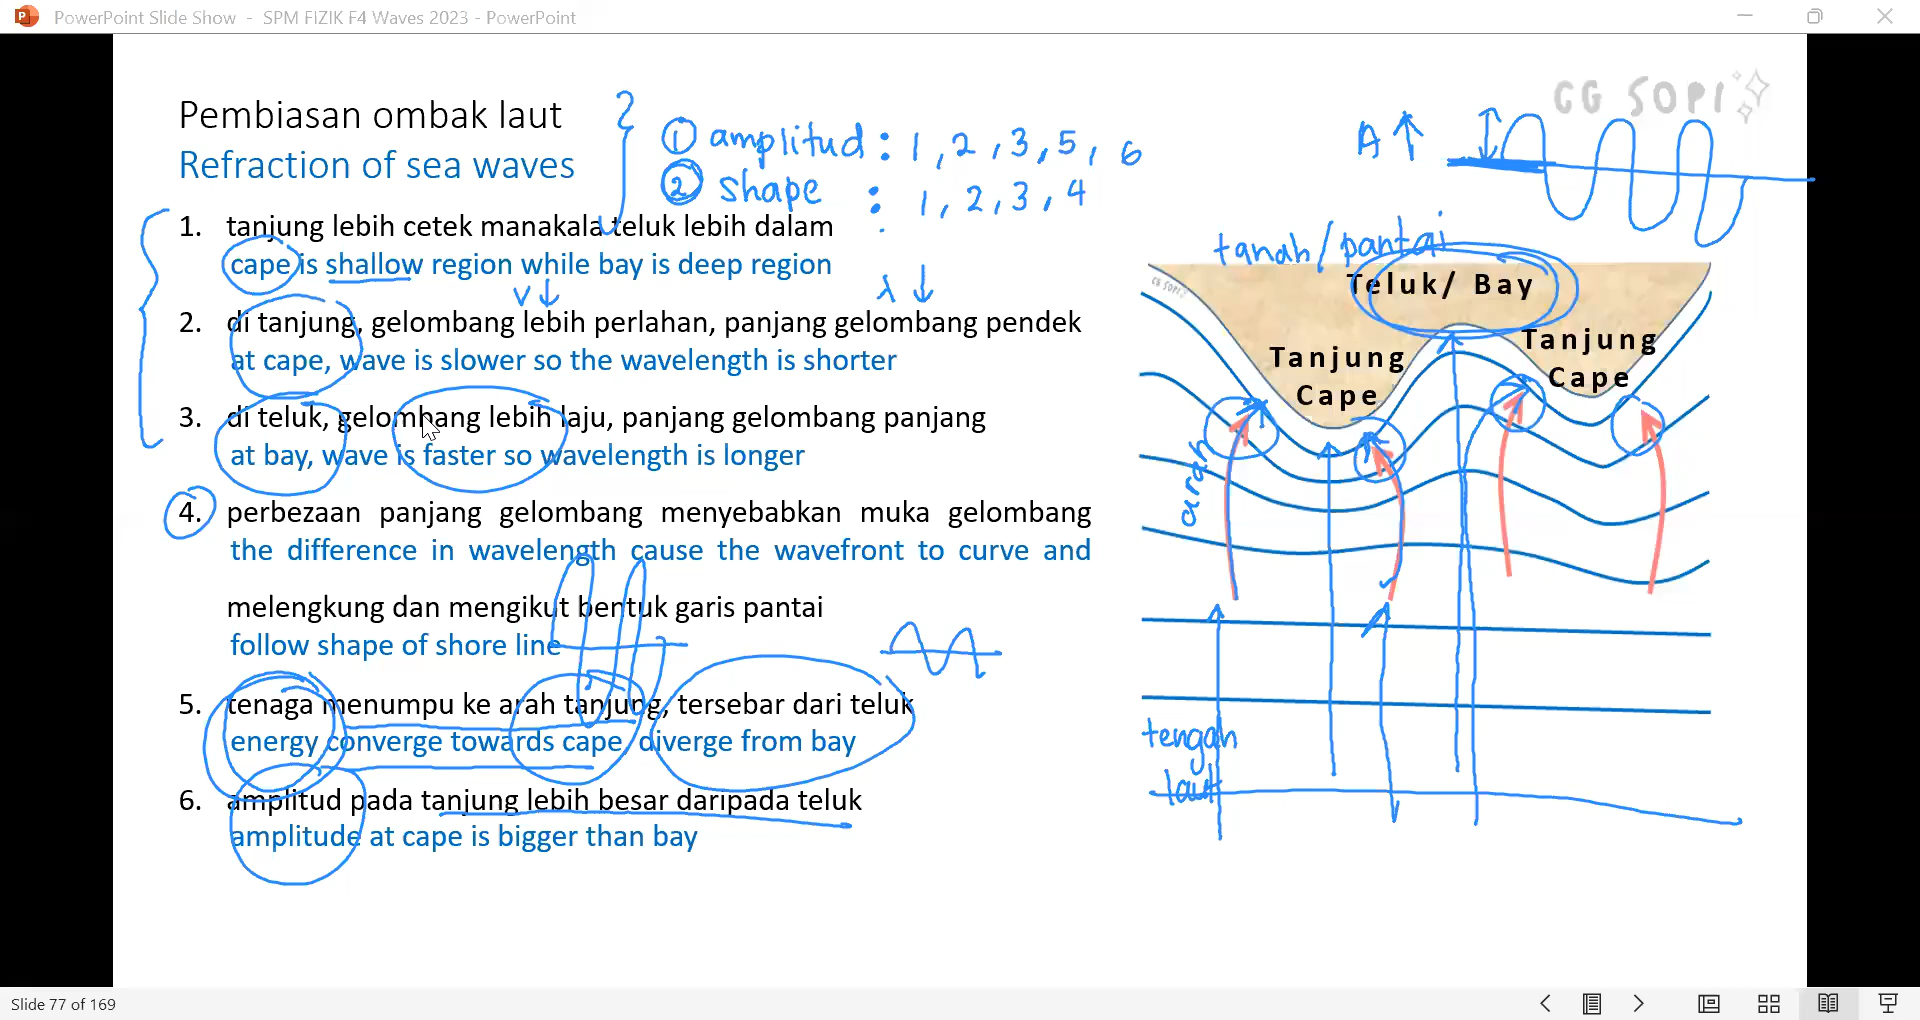 PowerPoint Slide Show - SPM FIZIK F4 Waves 2023 - PowerPoint
CG SOPI
Pembiasan ombak laut
Refraction of sea waves
① amplitud : 1, 2, 3, 5, 6
② shape : 1, 2, 3, 4
A ↑
1. tanjung lebih cetek manakala teluk lebih dalam
cape is shallow region while bay is deep region
v ↓ λ ↓
2. di tanjung, gelombang lebih perlahan, panjang gelombang pendek
at cape, wave is slower so the wavelength is shorter
3. di teluk, gelombang lebih laju, panjang gelombang panjang
at bay, wave is faster so wavelength is longer
4. perbezaan panjang gelombang menyebabkan muka gelombang
the difference in wavelength cause the wavefront to curve and
melengkung dan mengikut bentuk garis pantai
follow shape of shore line
5. tenaga menumpu ke arah tanjung, tersebar dari teluk
energy converge towards cape, diverge from bay
6. amplitud pada tanjung lebih besar daripada teluk
amplitude at cape is bigger than bay
tanah/pantai
CG SOPI
Teluk/ Bay
Tanjung
Cape
Tanjung
Cape
arah
tengah
laut
Slide 77 of 169